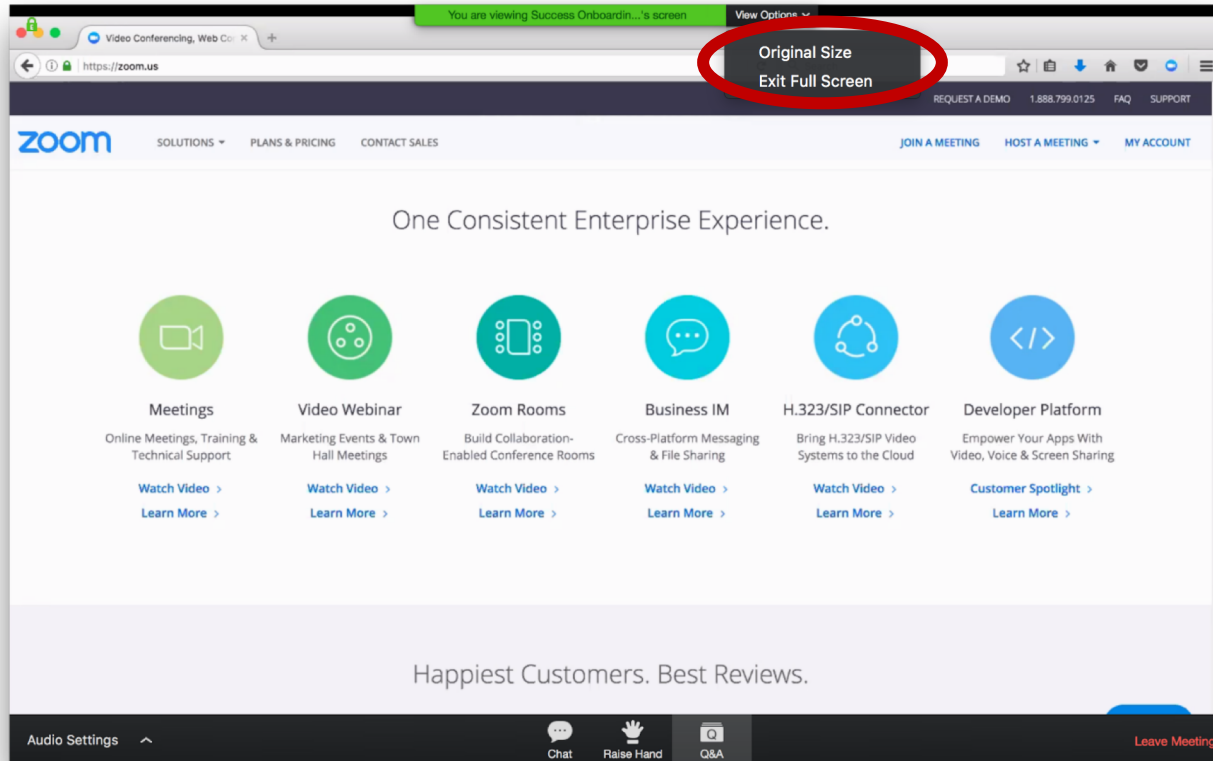 You are viewing Success Onboardin...'s screen View Options
Video Conferencing, Web Co
Original Size
https://zoom.us
Exit Full Screen
REQUEST A DEMO 1.888.799.0125 FAQ SUPPORT
zoom SOLUTIONS PLANS & PRICING CONTACT SALES JOIN A MEETING HOST A MEETING MY ACCOUNT
One Consistent Enterprise Experience.
Meetings Video Webinar Zoom Rooms Business IM H.323/SIP Connector Developer Platform
Online Meetings, Training & Marketing Events & Town Build Collaboration- Cross-Platform Messaging Bring H.323/SIP Video Empower Your Apps With
Technical Support Hall Meetings Enabled Conference Rooms & File Sharing Systems to the Cloud Video, Voice & Screen Sharing
Watch Video > Watch Video > Watch Video > Watch Video > Watch Video > Customer Spotlight >
Learn More > Learn More > Learn More > Learn More > Learn More > Learn More >
Happiest Customers. Best Reviews.
Audio Settings Chat Raise Hand Q&A Leave Meeting